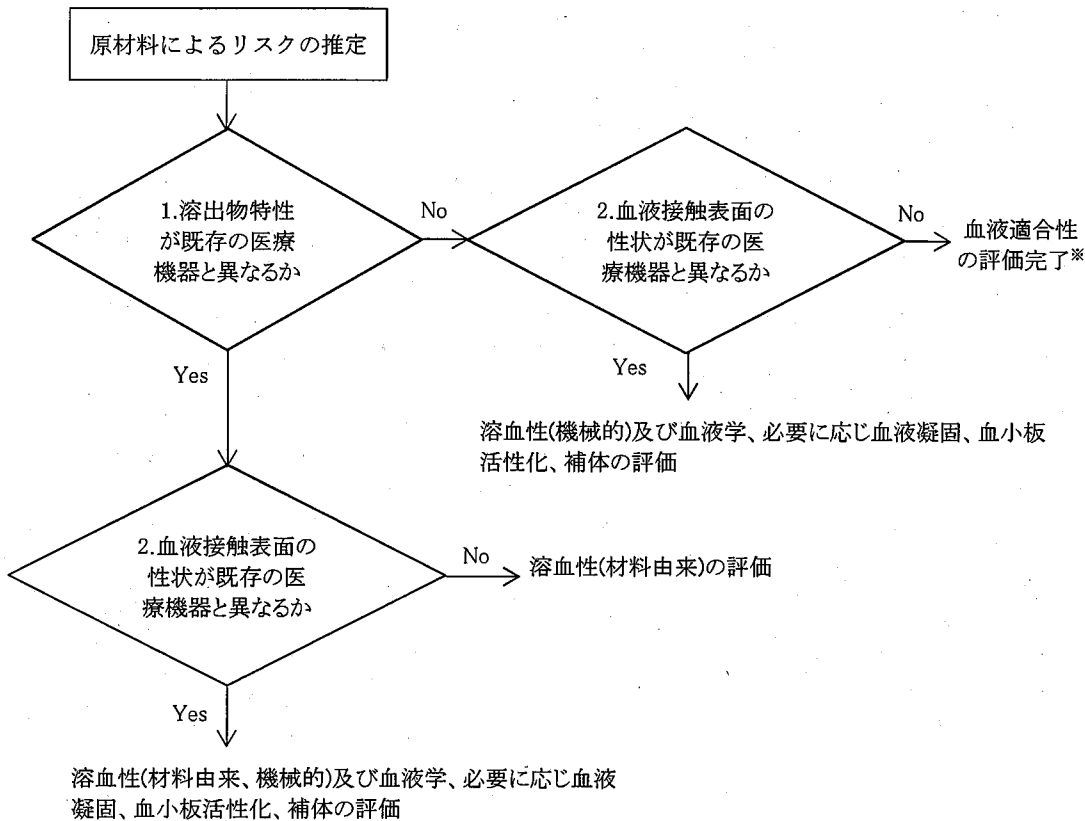 原材料によるリスクの推定
1.溶出物特性
が既存の医療
機器と異なるか
No
2.血液接触表面の
性状が既存の医
療機器と異なるか
No
血液適合性
の評価完了※
Yes
Yes
溶血性(機械的)及び血液学、必要に応じ血液凝固、血小板
活性化、補体の評価
2.血液接触表面の
性状が既存の医
療機器と異なるか
No
溶血性(材料由来)の評価
Yes
溶血性(材料由来、機械的)及び血液学、必要に応じ血液
凝固、血小板活性化、補体の評価